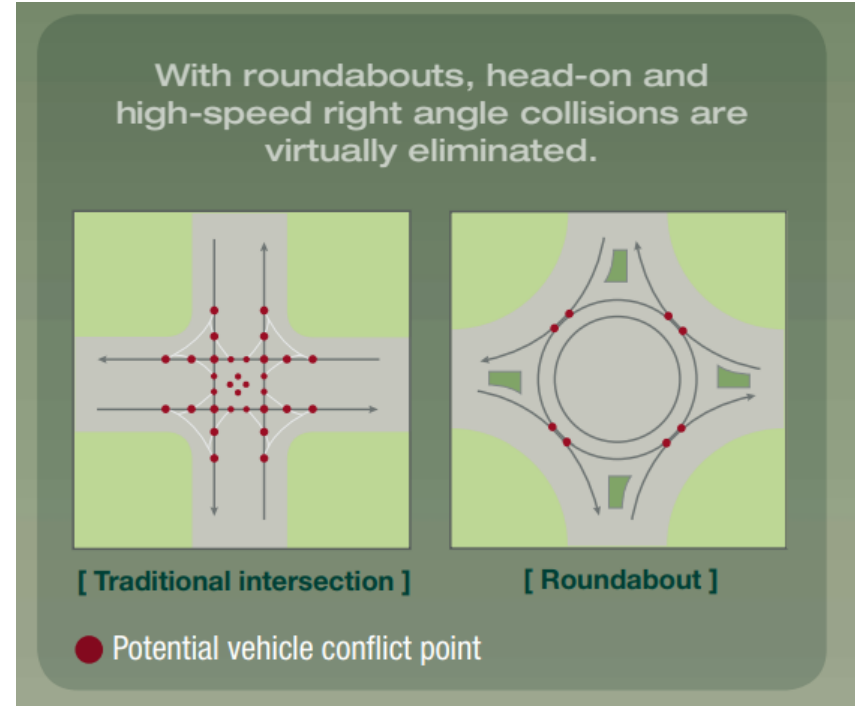 With roundabouts, head-on and
high-speed right angle collisions are
virtually eliminated.
[ Traditional intersection ]
[ Roundabout ]
Potential vehicle conflict point